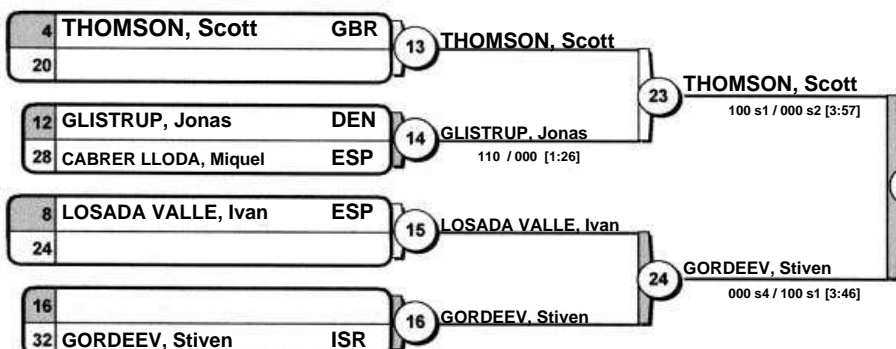 4 THOMSON, Scott GBR
20
13 THOMSON, Scott
12 GLISTRUP, Jonas DEN
28 CABRER LLODA, Miquel ESP
14 GLISTRUP, Jonas
110 / 000 [1:26]
23 THOMSON, Scott
100 s1 / 000 s2 [3:57]
8 LOSADA VALLE, Ivan ESP
24
15 LOSADA VALLE, Ivan
16
32 GORDEEV, Stiven ISR
16 GORDEEV, Stiven
24 GORDEEV, Stiven
000 s4 / 100 s1 [3:46]